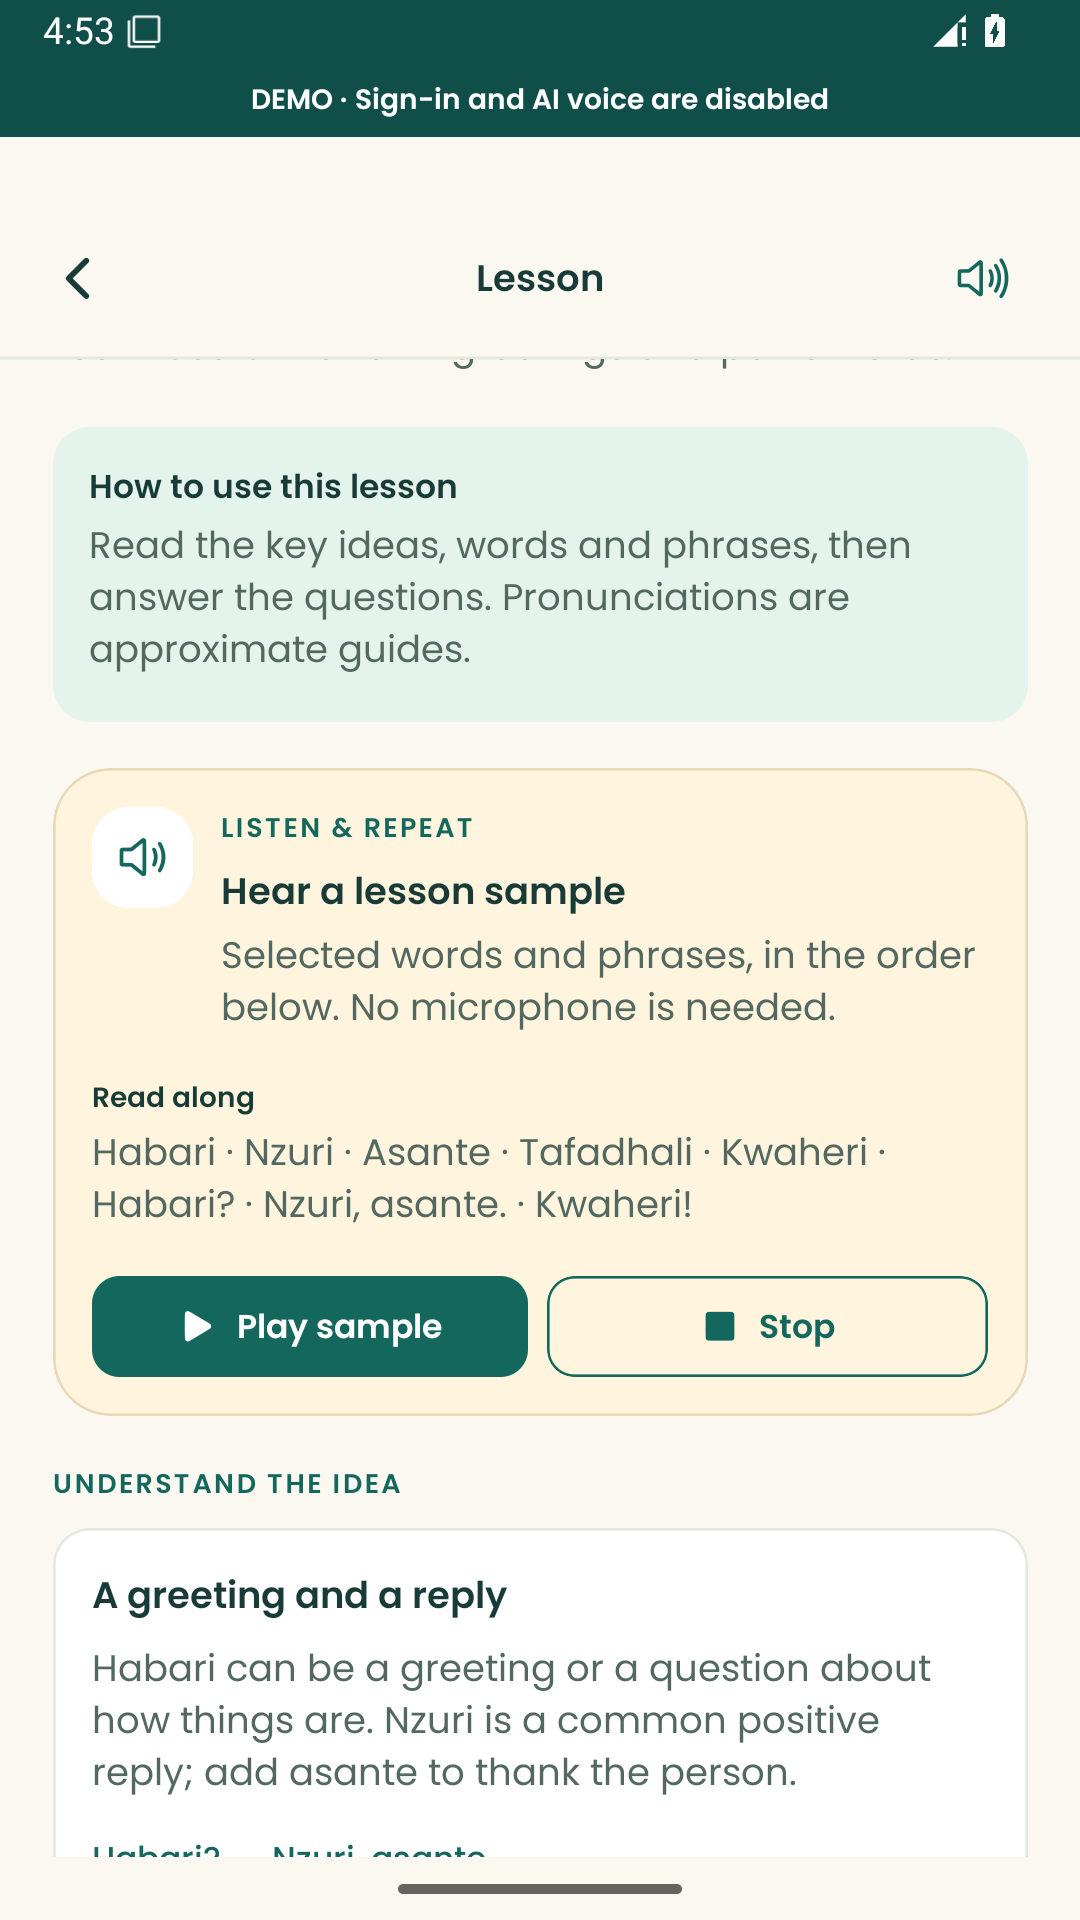 4:53
DEMO · Sign-in and AI voice are disabled
Lesson
How to use this lesson
Read the key ideas, words and phrases, then
answer the questions. Pronunciations are
approximate guides.
LISTEN & REPEAT
Hear a lesson sample
Selected words and phrases, in the order
below. No microphone is needed.
Read along
Habari · Nzuri · Asante · Tafadhali · Kwaheri ·
Habari? · Nzuri, asante. · Kwaheri!
Play sample
Stop
UNDERSTAND THE IDEA
A greeting and a reply
Habari can be a greeting or a question about
how things are. Nzuri is a common positive
reply; add asante to thank the person.
Habari? Nzuri, asante